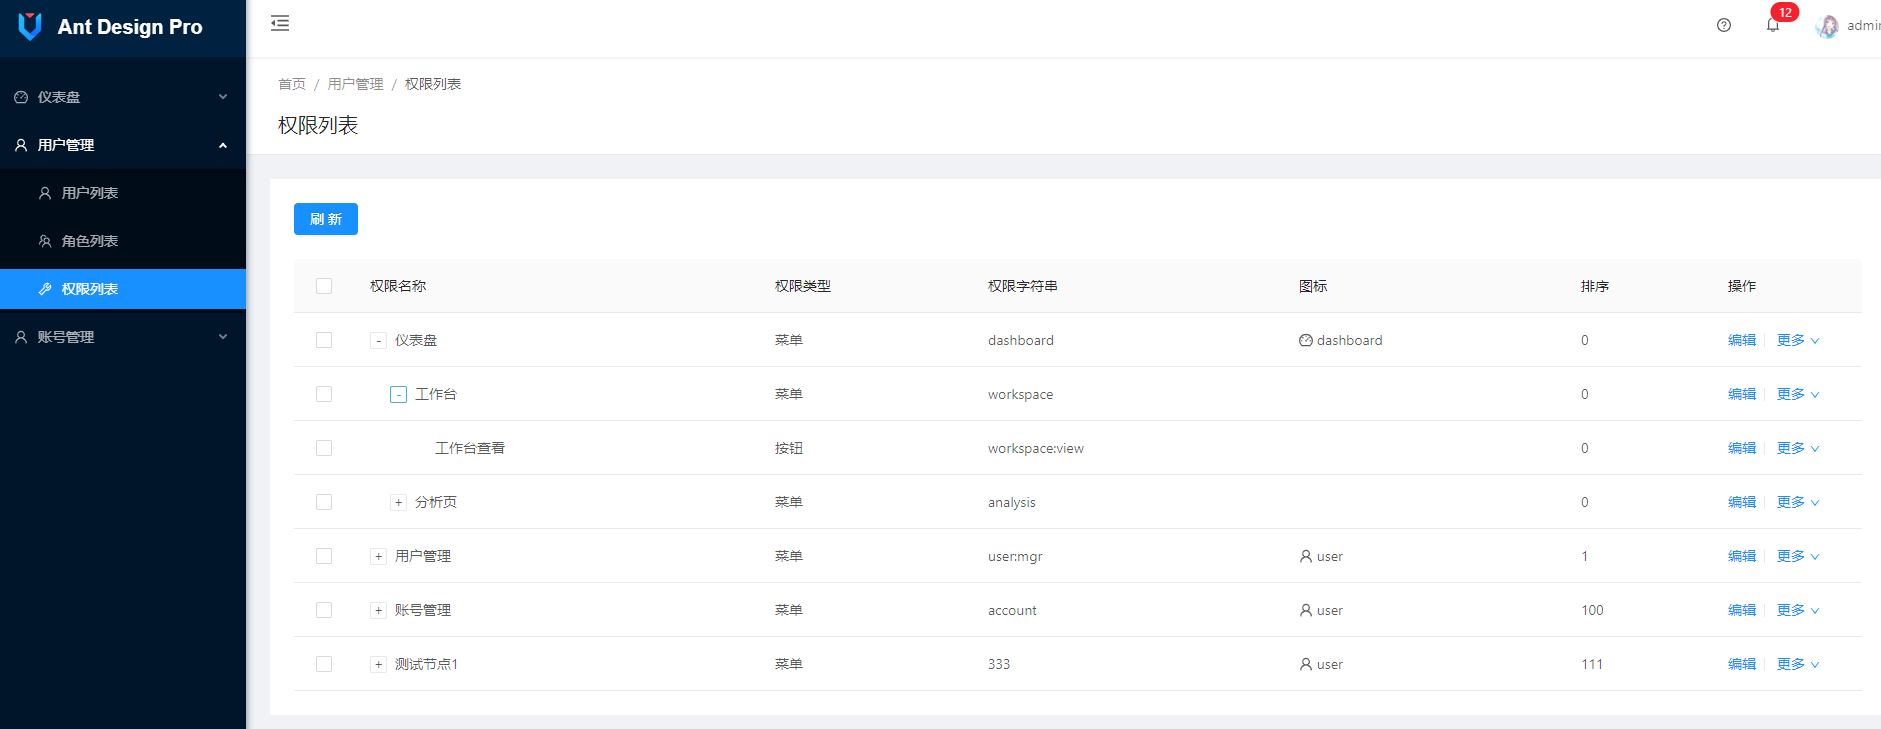 Ant Design Pro
12
首页 / 用户管理 / 权限列表
权限列表
仪表盘
用户管理
用户列表
角色列表
权限列表
账号管理
刷 新
权限名称 权限类型 权限字符串 图标 排序 操作
- 仪表盘 菜单 dashboard dashboard 0 编辑 更多
- 工作台 菜单 workspace 0 编辑 更多
工作台查看 按钮 workspace:view 0 编辑 更多
+ 分析页 菜单 analysis 0 编辑 更多
+ 用户管理 菜单 user:mgr user 1 编辑 更多
+ 账号管理 菜单 account user 100 编辑 更多
+ 测试节点1 菜单 333 user 111 编辑 更多